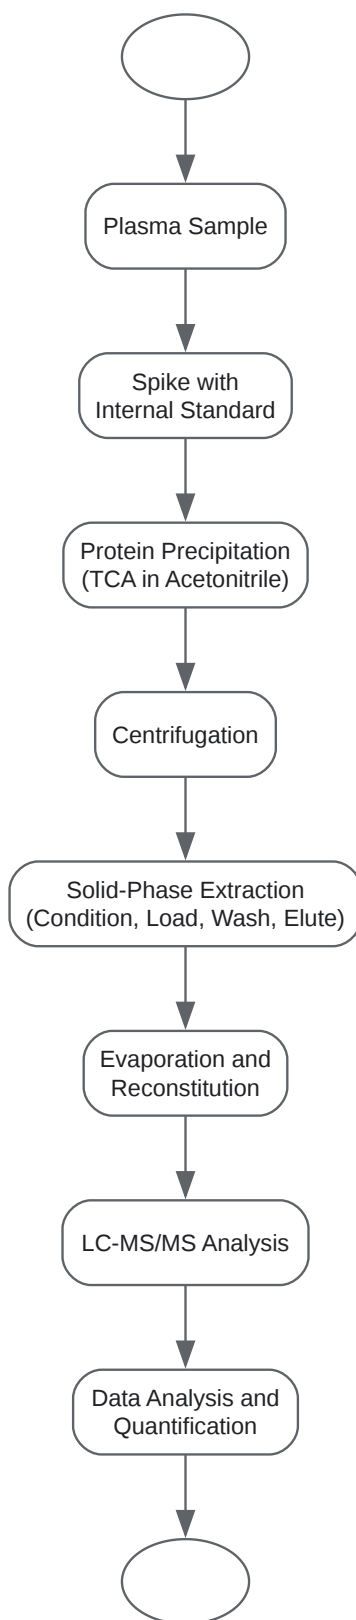 Plasma Sample
Spike with
Internal Standard
Protein Precipitation
(TCA in Acetonitrile)
Centrifugation
Solid-Phase Extraction
(Condition, Load, Wash, Elute)
Evaporation and
Reconstitution
LC-MS/MS Analysis
Data Analysis and
Quantification